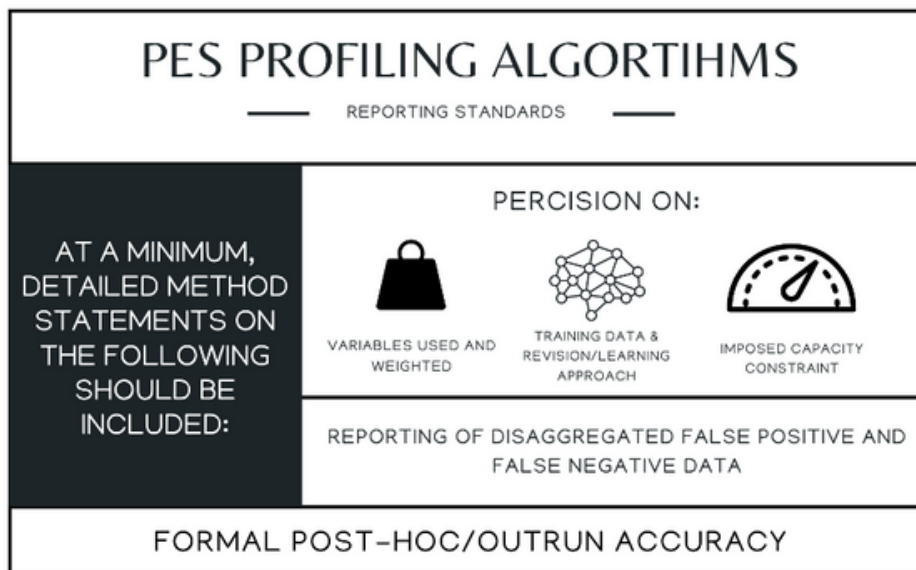 PES PROFILING ALGORTIHMS
REPORTING STANDARDS
AT A MINIMUM,
DETAILED METHOD
STATEMENTS ON
THE FOLLOWING
SHOULD BE
INCLUDED:
PERCISION ON:
VARIABLES USED AND
WEIGHTED
TRAINING DATA &
REVISION/LEARNING
APPROACH
IMPOSED CAPACITY
CONSTRAINT
REPORTING OF DISAGGREGATED FALSE POSITIVE AND
FALSE NEGATIVE DATA
FORMAL POST-HOC/OUTRUN ACCURACY